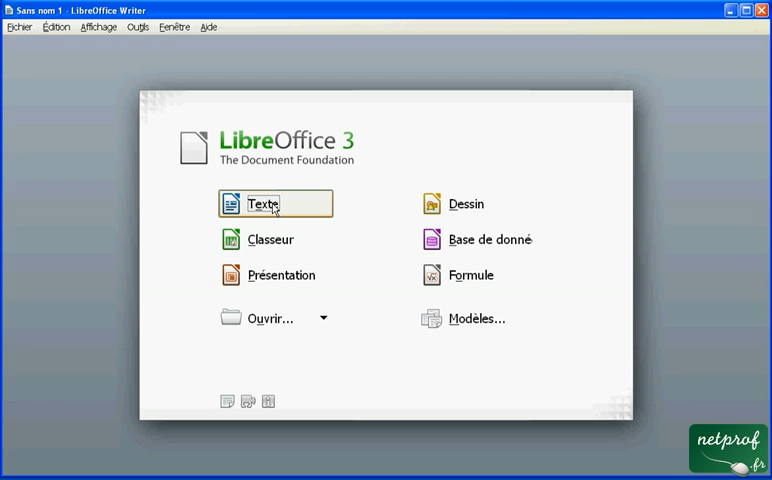 Sans nom 1 - LibreOffice Writer
Fichier Édition Affichage Outils Fenêtre Aide
LibreOffice 3
The Document Foundation
Texte
Dessin
Classeur
Base de donné
Présentation
Formule
Ouvrir...
Modèles...
netprof
.fr